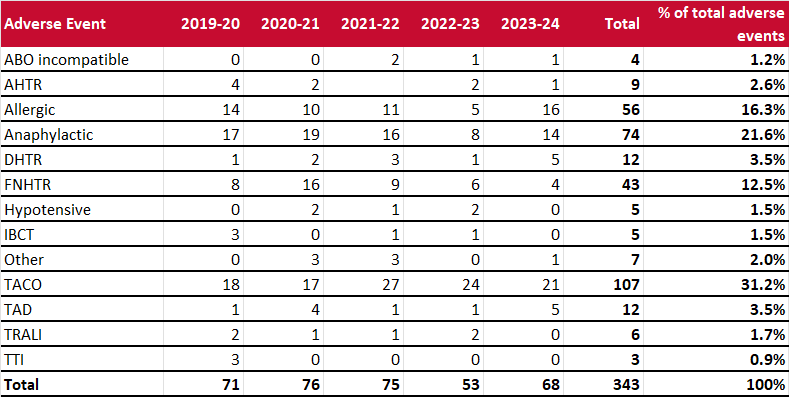 Adverse Event 2019-20 2020-21 2021-22 2022-23 2023-24 Total % of total adverse events
ABO incompatible 0 0 2 1 1 4 1.2%
AHTR 4 2 2 1 9 2.6%
Allergic 14 10 11 5 16 56 16.3%
Anaphylactic 17 19 16 8 14 74 21.6%
DHTR 1 2 3 1 5 12 3.5%
FNHTR 8 16 9 6 4 43 12.5%
Hypotensive 0 2 1 2 0 5 1.5%
IBCT 3 0 1 1 0 5 1.5%
Other 0 3 3 0 1 7 2.0%
TACO 18 17 27 24 21 107 31.2%
TAD 1 4 1 1 5 12 3.5%
TRALI 2 1 1 2 0 6 1.7%
TTI 3 0 0 0 0 3 0.9%
Total 71 76 75 53 68 343 100%